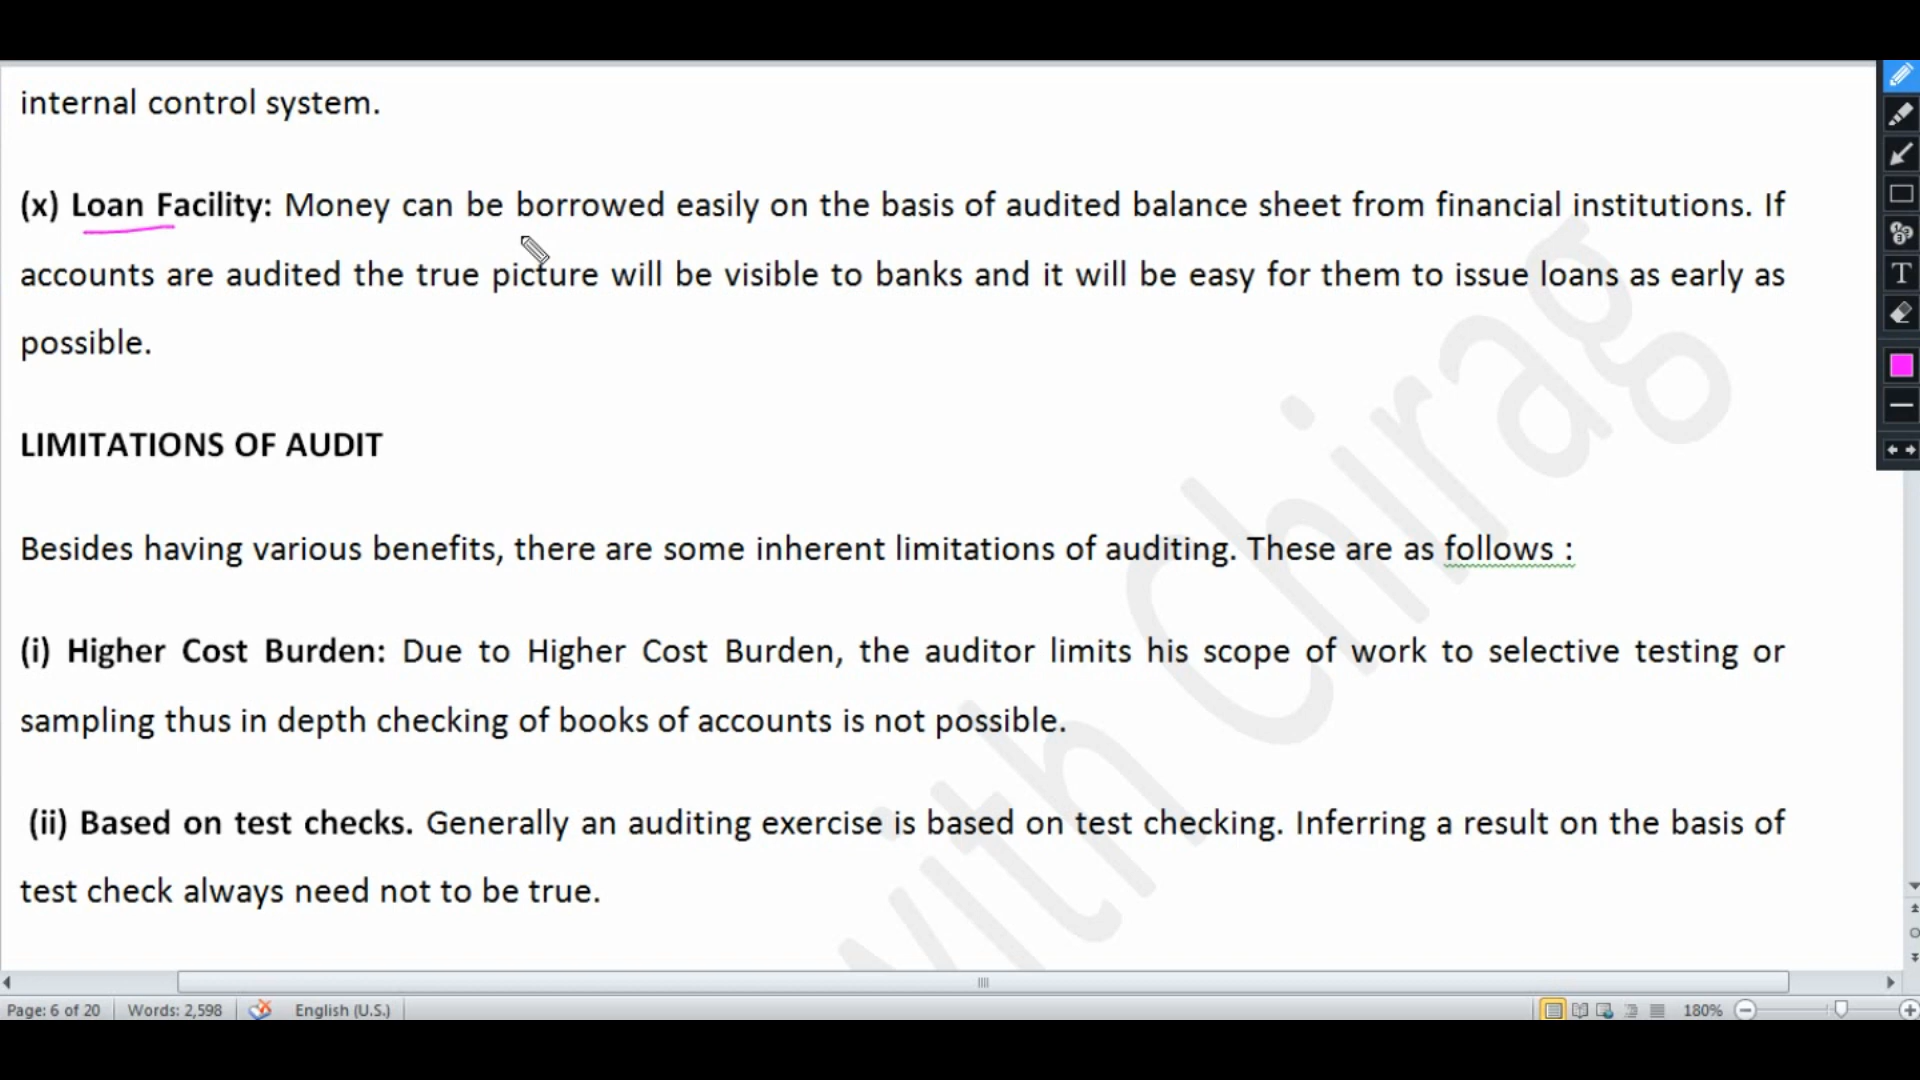 internal control system.
(x) Loan Facility: Money can be borrowed easily on the basis of audited balance sheet from financial institutions. If
accounts are audited the true picture will be visible to banks and it will be easy for them to issue loans as early as
possible.
LIMITATIONS OF AUDIT
Besides having various benefits, there are some inherent limitations of auditing. These are as follows :
(i) Higher Cost Burden: Due to Higher Cost Burden, the auditor limits his scope of work to selective testing or
sampling thus in depth checking of books of accounts is not possible.
(ii) Based on test checks. Generally an auditing exercise is based on test checking. Inferring a result on the basis of
test check always need not to be true.
with Chirag
Page: 6 of 20 Words: 2,598 English (U.S.) 180%
T